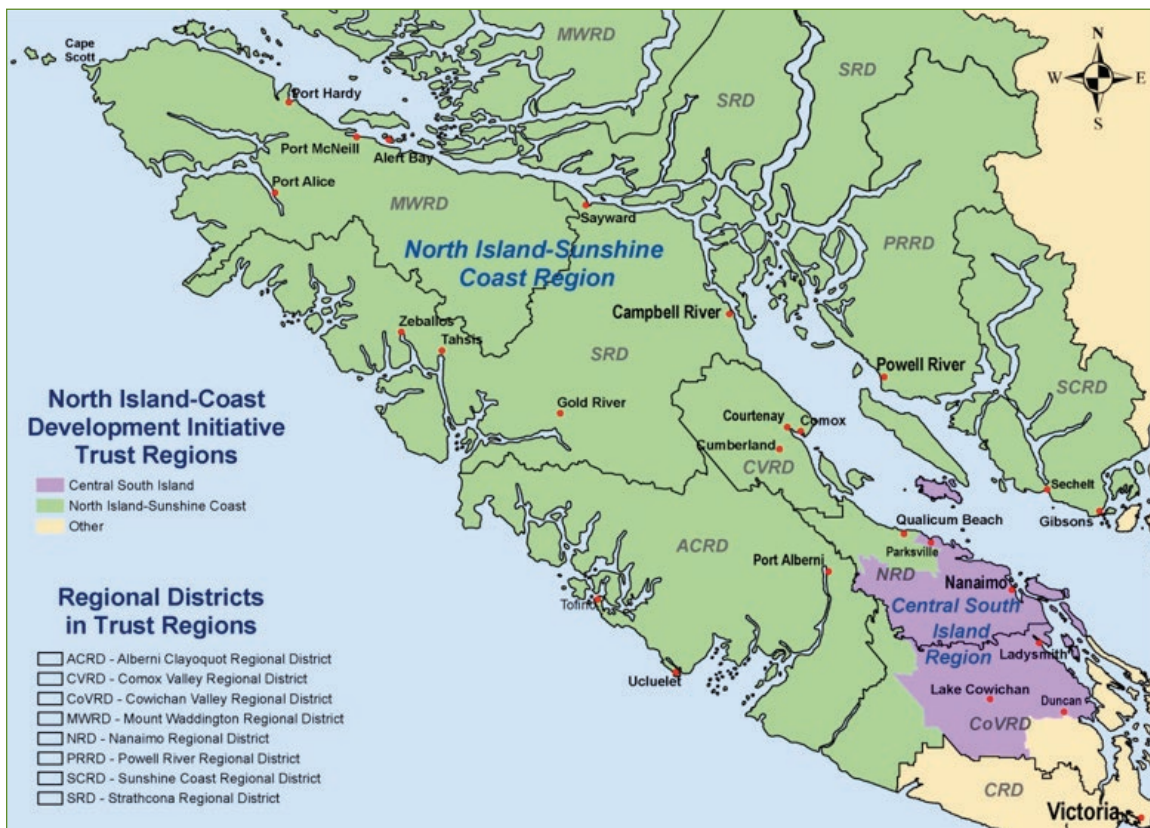 Cape
Scott
MWRD
SRD
N
W
E
S
Port Hardy
SRD
Port McNeill
Alert Bay
Port Alice
MWRD
Sayward
PRRD
North Island-Sunshine
Coast Region
Campbell River
Zeballos
Tahsis
SRD
Powell River
SCRD
North Island-Coast
Development Initiative
Trust Regions
Gold River
Courtenay
Comox
Cumberland
CVRD
Central South Island
North Island-Sunshine Coast
Other
Sechelt
Gibsons
Qualicum Beach
Parksville
ACRD
Port Alberni
NRD
Nanaimo
Central South
Island
Region
Regional Districts
in Trust Regions
Tofino
Ladysmith
ACRD - Alberni Clayoquot Regional District
CVRD - Comox Valley Regional District
CoVRD - Cowichan Valley Regional District
MWRD - Mount Waddington Regional District
NRD - Nanaimo Regional District
PRRD - Powell River Regional District
SCRD - Sunshine Coast Regional District
SRD - Strathcona Regional District
Ucluelet
Lake Cowichan
Duncan
CoVRD
CRD
Victoria